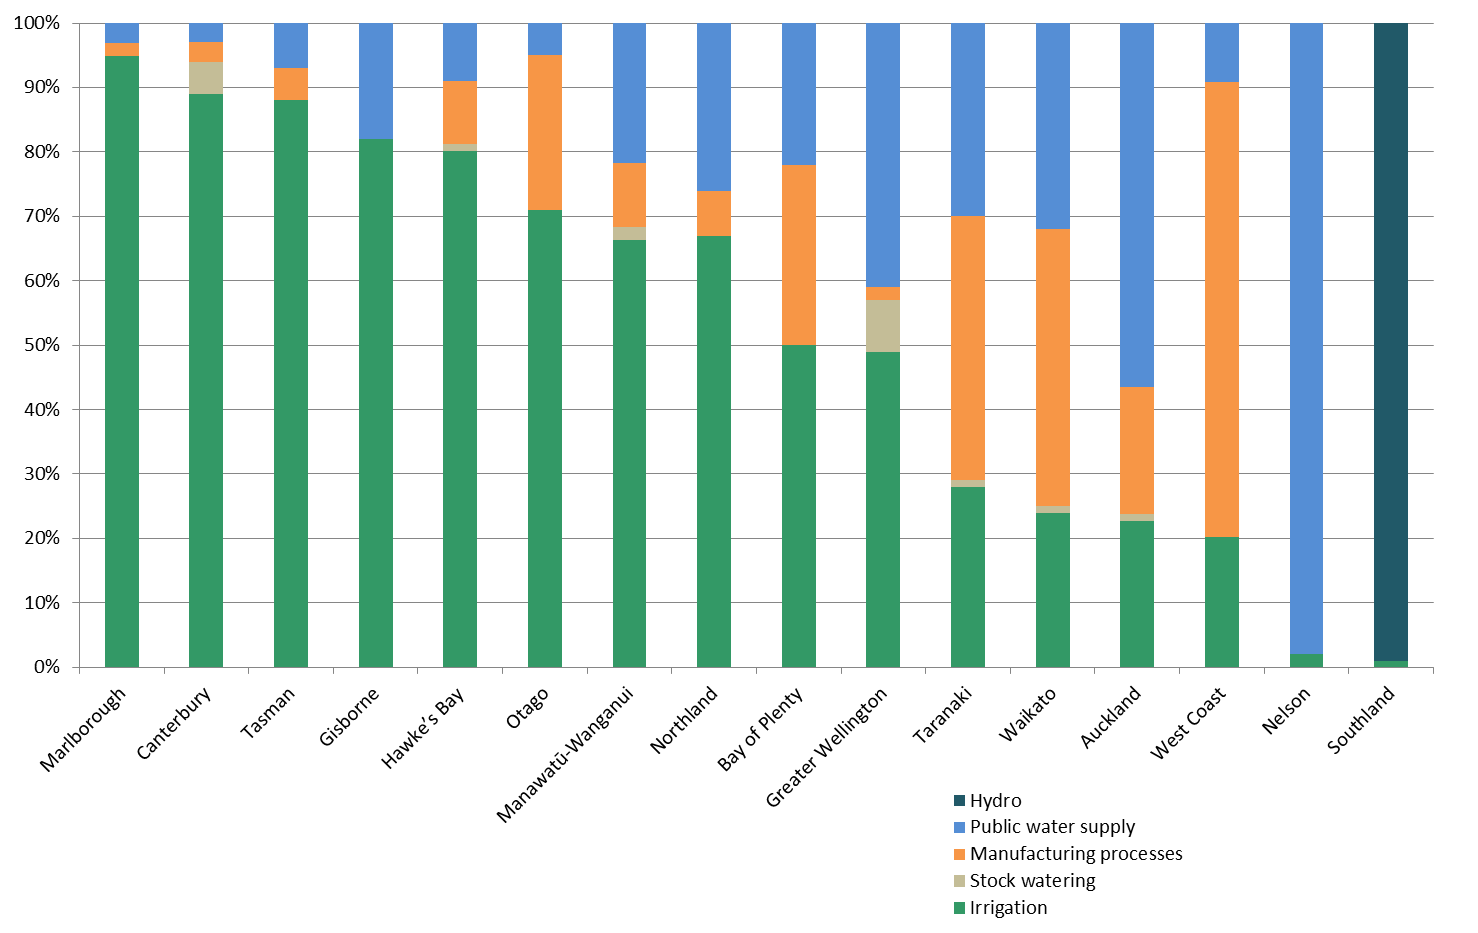 100%
90%
80%
70%
60%
50%
40%
30%
20%
10%
0%
Marlborough
Canterbury
Tasman
Gisborne
Hawke's Bay
Otago
Manawatū-Wanganui
Northland
Bay of Plenty
Greater Wellington
Taranaki
Waikato
Auckland
West Coast
Nelson
Southland
Hydro
Public water supply
Manufacturing processes
Stock watering
Irrigation